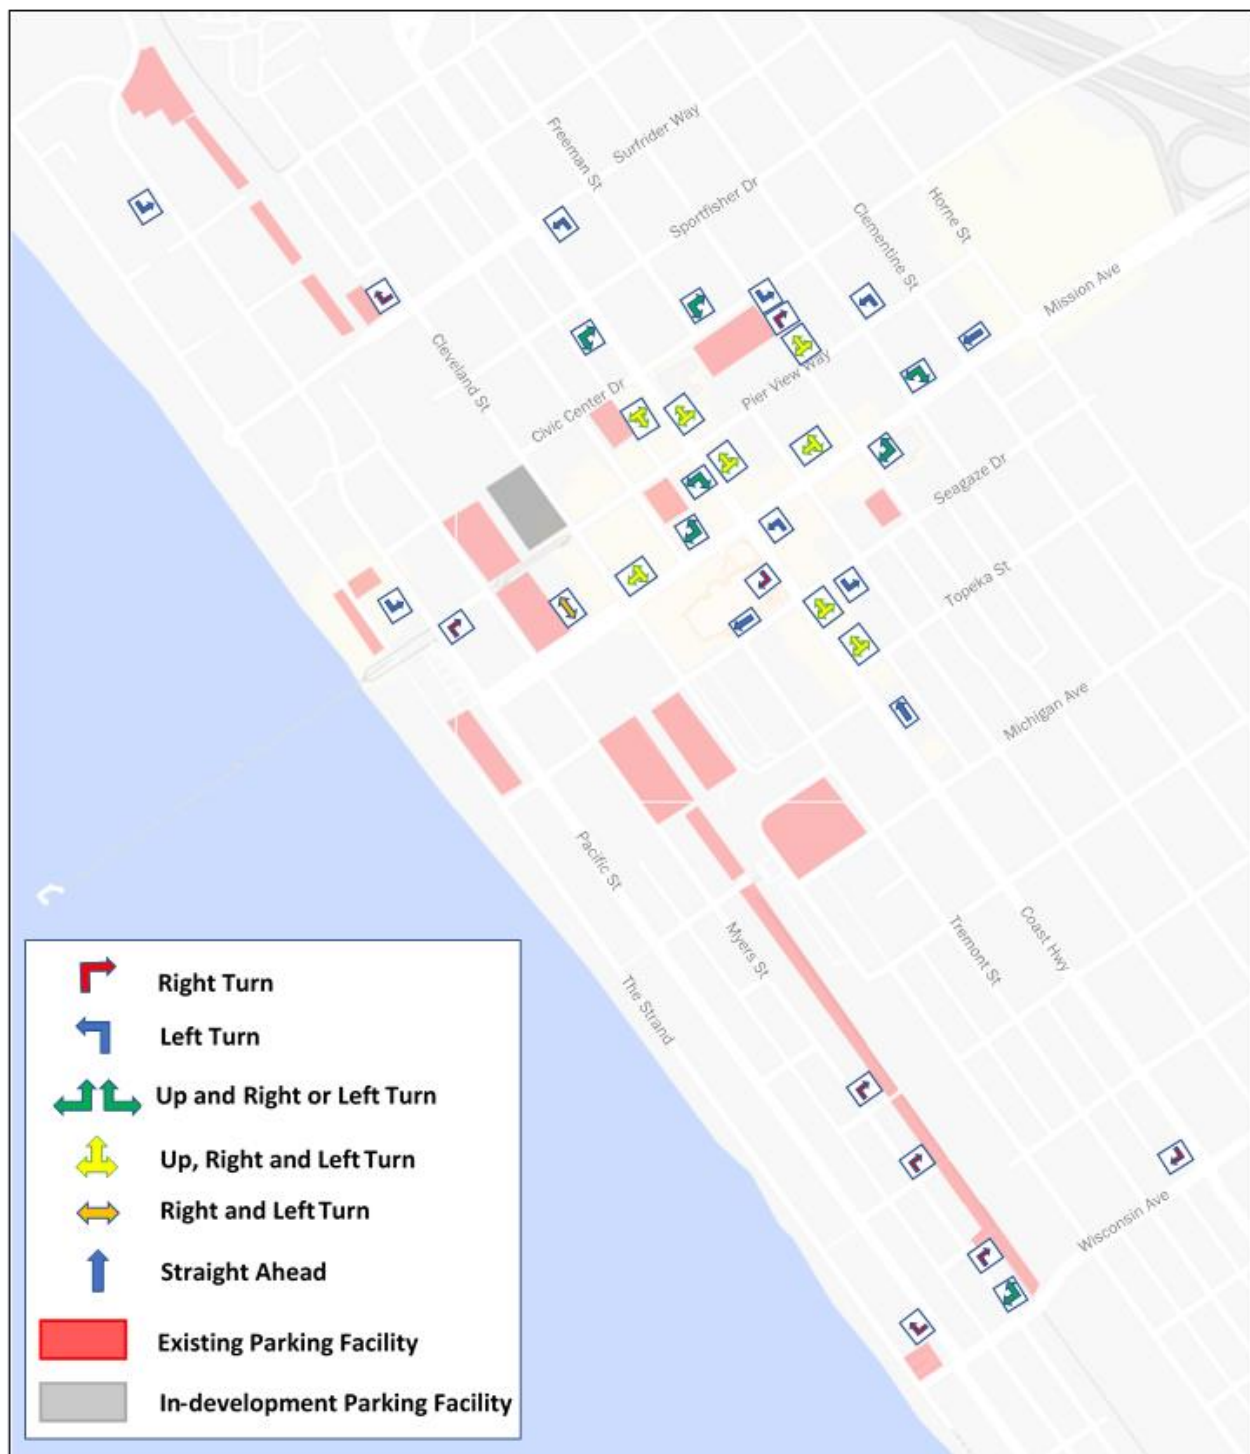 Surfrider Way
Freeman St
Sportfisher Dr
Clementine St
Horne St
Mission Ave
Cleveland St
Civic Center Dr
Pier View Way
Seagaze Dr
Topeka St
Michigan Ave
Pacific St
Myers St
The Strand
Tremont St
Coast Hwy
Wisconsin Ave
Right Turn
Left Turn
Up and Right or Left Turn
Up, Right and Left Turn
Right and Left Turn
Straight Ahead
Existing Parking Facility
In-development Parking Facility